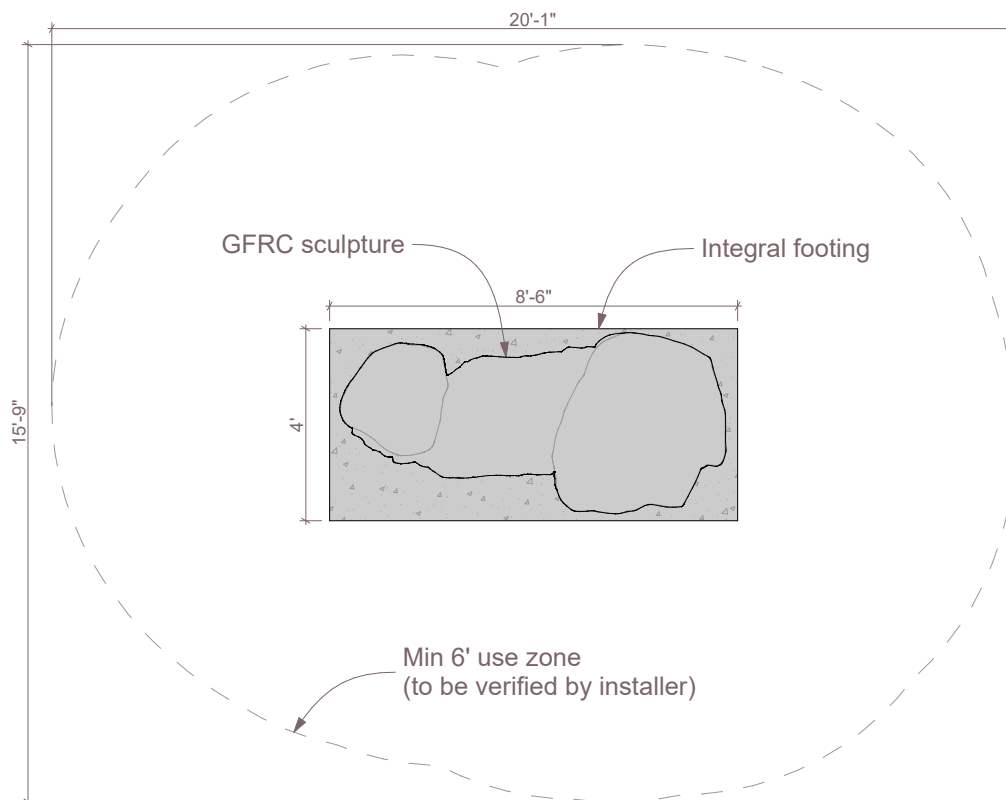 20'-1"
GFRC sculpture
Integral footing
8'-6"
4'
15'-9"
Min 6' use zone
(to be verified by installer)